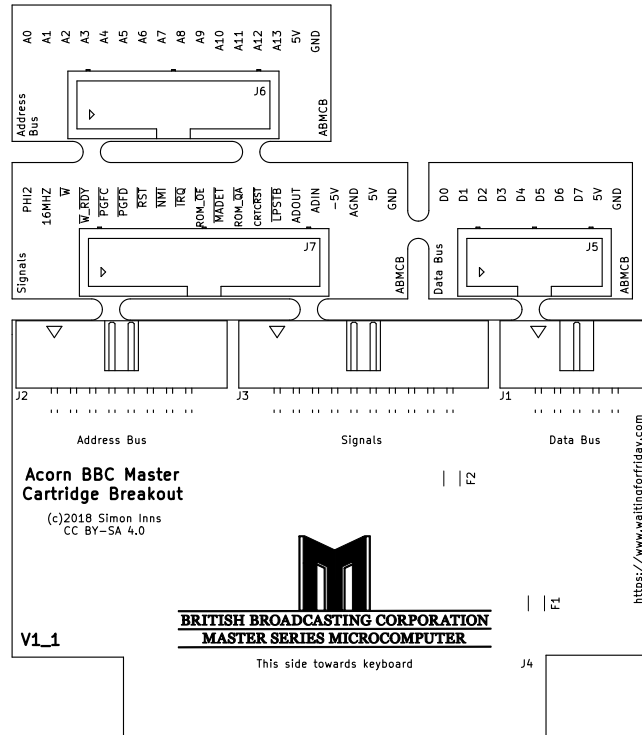 A0
A1
A2
A3
A4
A5
A6
A7
A8
A9
A10
A11
A12
A13
5V
GND
Address
Bus
J6
ABMCB
PHI2
16MHZ
W
W_RDY
PGFC
PGFD
RST
NMI
IRQ
ROM_OE
MADET
ROM_QA
CRTCRST
LPSTB
ADOUT
ADIN
-5V
AGND
5V
GND
Signals
J7
ABMCB
D0
D1
D2
D3
D4
D5
D6
D7
5V
GND
Data Bus
J5
ABMCB
J2
J3
J1
Address Bus
Signals
Data Bus
Acorn BBC Master
Cartridge Breakout
(c)2018 Simon Inns
CC BY-SA 4.0
F2
https://www.waitingforfriday.com
F1
BRITISH BROADCASTING CORPORATION
MASTER SERIES MICROCOMPUTER
V1_1
This side towards keyboard
J4